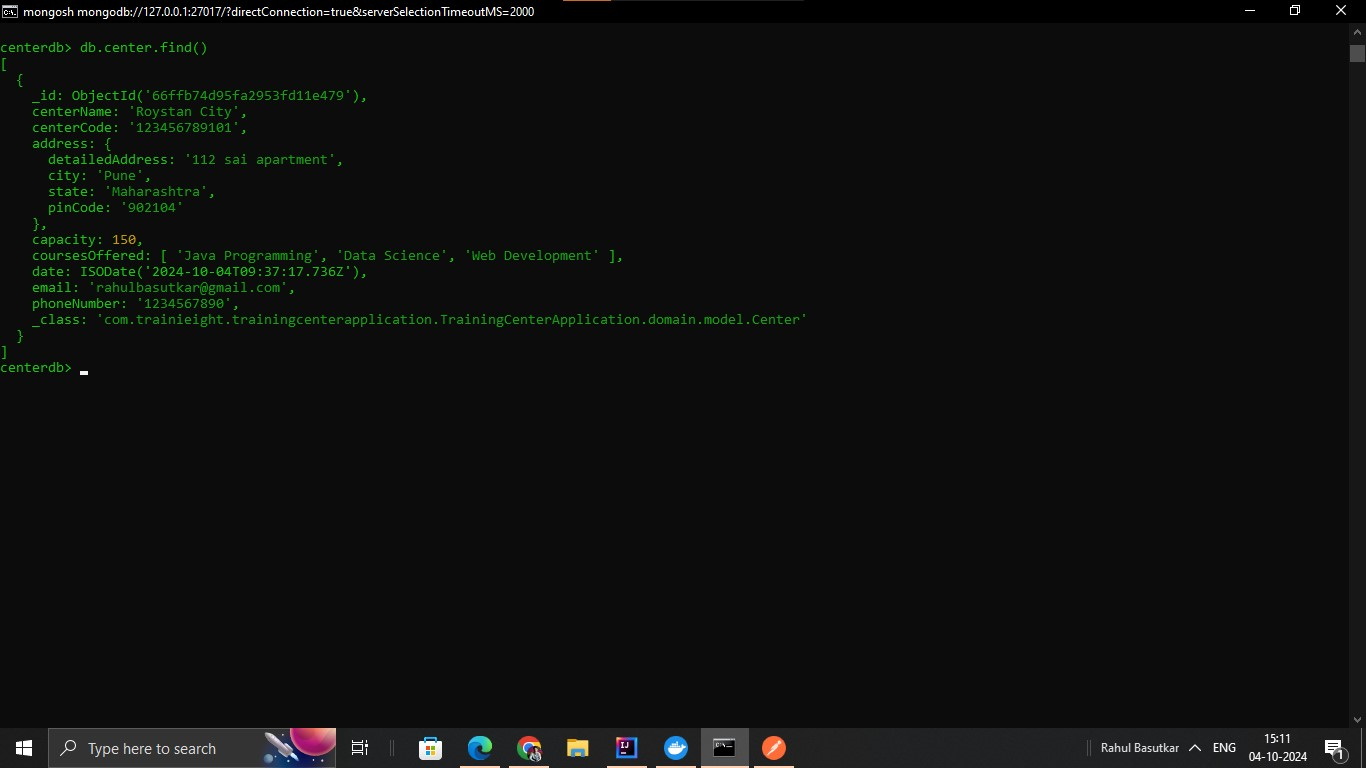 mongosh mongodb://127.0.0.1:27017/?directConnection=true&serverSelectionTimeoutMS=2000
centerdb> db.center.find()
[
  {
    _id: ObjectId('66ffb74d95fa2953fd11e479'),
    centerName: 'Roystan City',
    centerCode: '123456789101',
    address: {
      detailedAddress: '112 sai apartment',
      city: 'Pune',
      state: 'Maharashtra',
      pinCode: '902104'
    },
    capacity: 150,
    coursesOffered: [ 'Java Programming', 'Data Science', 'Web Development' ],
    date: ISODate('2024-10-04T09:37:17.736Z'),
    email: 'rahulbasutkar@gmail.com',
    phoneNumber: '1234567890',
    _class: 'com.trainieight.trainingcenterapplication.TrainingCenterApplication.domain.model.Center'
  }
]
centerdb>
Type here to search
Rahul Basutkar
ENG
15:11
04-10-2024
1